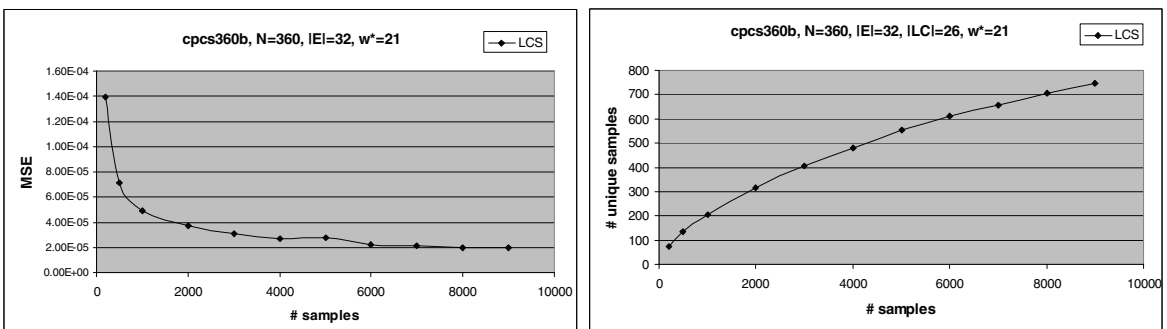 cpcs360b, N=360, |E|=32, w*=21
LCS
1.60E-04
1.40E-04
1.20E-04
1.00E-04
8.00E-05
6.00E-05
4.00E-05
2.00E-05
0.00E+00
MSE
0 2000 4000 6000 8000 10000
# samples
cpcs360b, N=360, |E|=32, |LC|=26, w*=21
LCS
800
700
600
500
400
300
200
100
0
# unique samples
0 2000 4000 6000 8000 10000
# samples